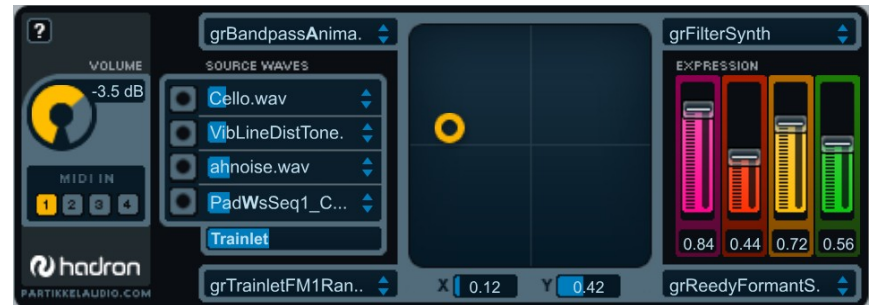 ?
grBandpassAnima.
grFilterSynth
VOLUME
-3.5 dB
SOURCE WAVES
Cello.wav
VibLineDistTone.
ahnoise.wav
PadWsSeq1_C...
Trainlet
MIDI IN
1 2 3 4
hadron
PARTIKKELAUDIO.COM
grTrainletFM1Ran..
X 0.12
Y 0.42
EXPRESSION
0.84 0.44 0.72 0.56
grReedyFormantS.